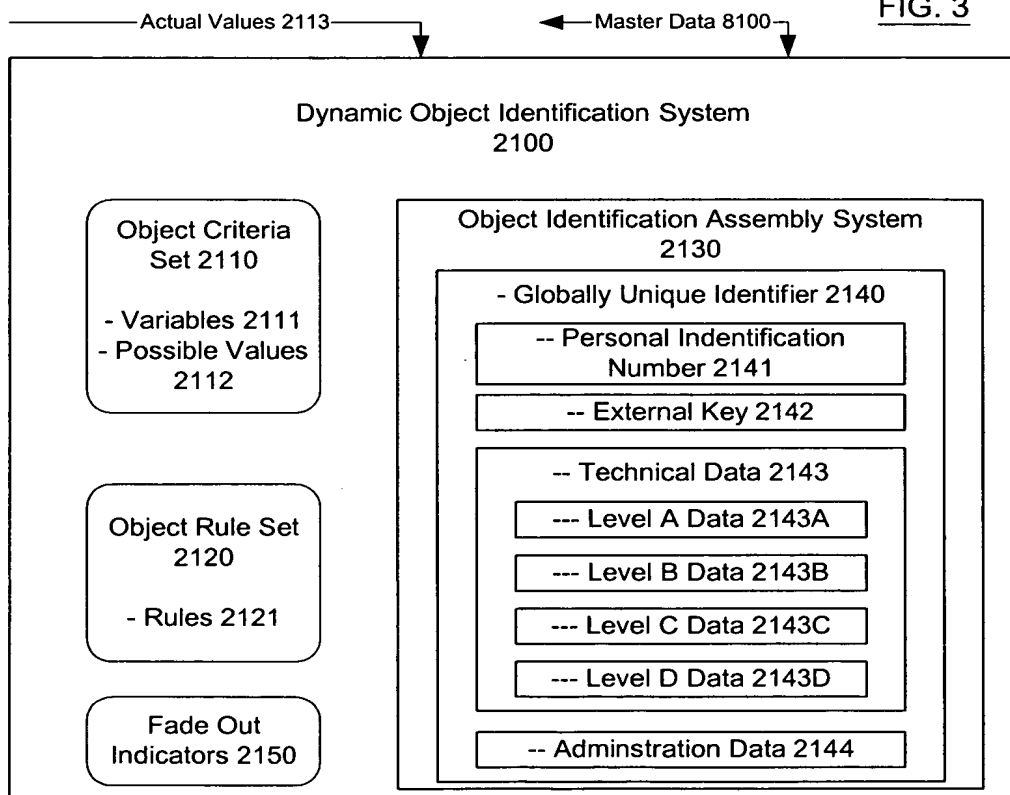 Actual Values 2113
Master Data 8100
FIG. 3
Dynamic Object Identification System
2100
Object Criteria
Set 2110
- Variables 2111
- Possible Values
2112
Object Rule Set
2120
- Rules 2121
Fade Out
Indicators 2150
Object Identification Assembly System
2130
- Globally Unique Identifier 2140
-- Personal Indentification
Number 2141
-- External Key 2142
-- Technical Data 2143
--- Level A Data 2143A
--- Level B Data 2143B
--- Level C Data 2143C
--- Level D Data 2143D
-- Adminstration Data 2144